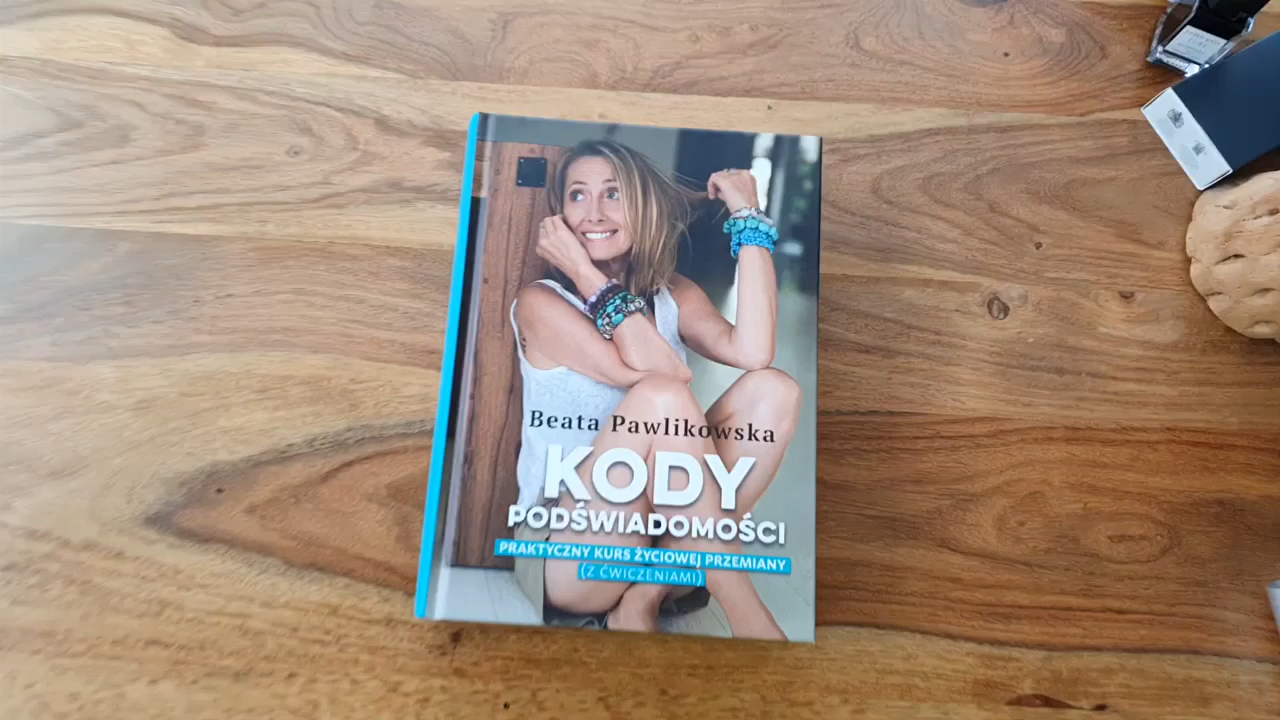 Beata Pawlikowska
KODY
PODŚWIADOMOŚCI
PRAKTYCZNY KURS ŻYCIOWEJ PRZEMIANY
(Z ĆWICZENIAMI)